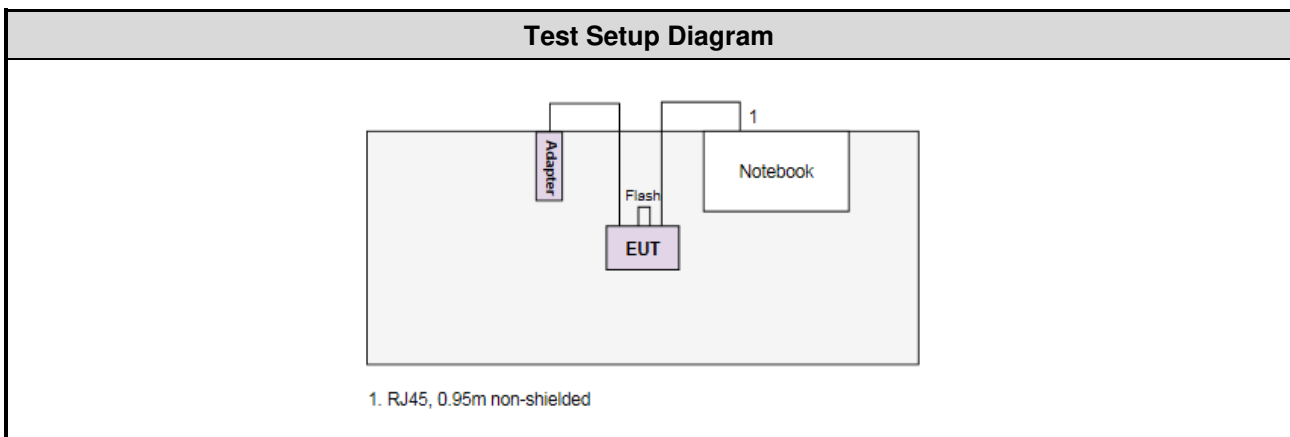 Test Setup Diagram
1
Adapter
Notebook
Flash
EUT
1. RJ45, 0.95m non-shielded